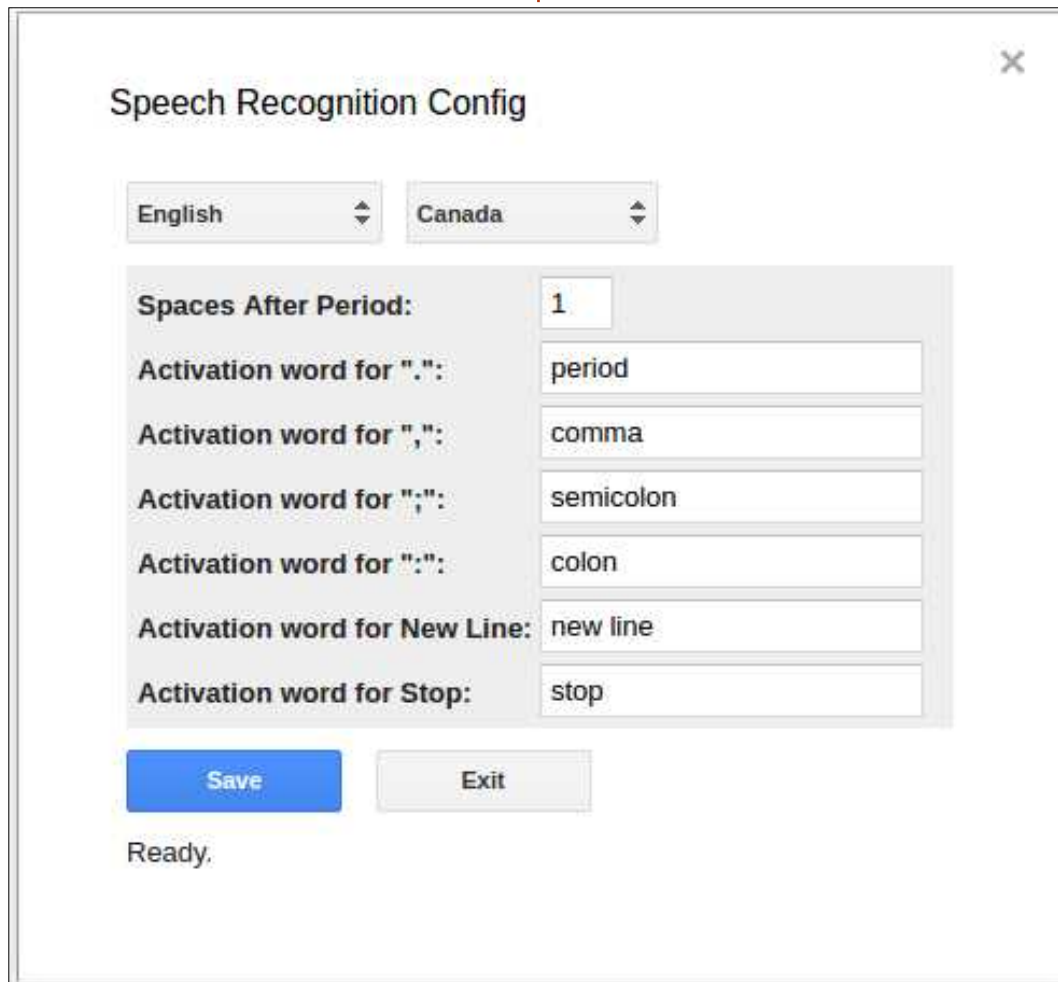 Speech Recognition Config
English Canada
Spaces After Period: 1
Activation word for ".": period
Activation word for ",": comma
Activation word for ";": semicolon
Activation word for ":": colon
Activation word for New Line: new line
Activation word for Stop: stop
Save Exit
Ready.